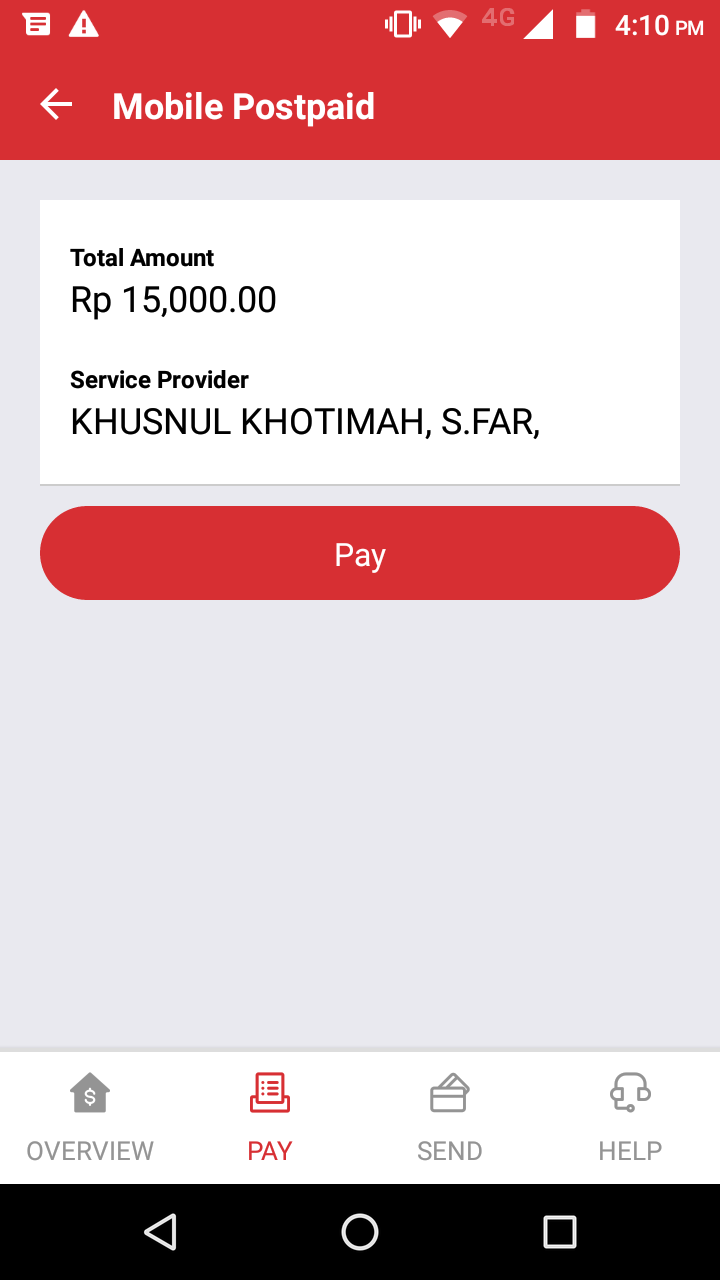 4G 4:10 PM
Mobile Postpaid
Total Amount
Rp 15,000.00
Service Provider
KHUSNUL KHOTIMAH, S.FAR,
Pay
OVERVIEW PAY SEND HELP